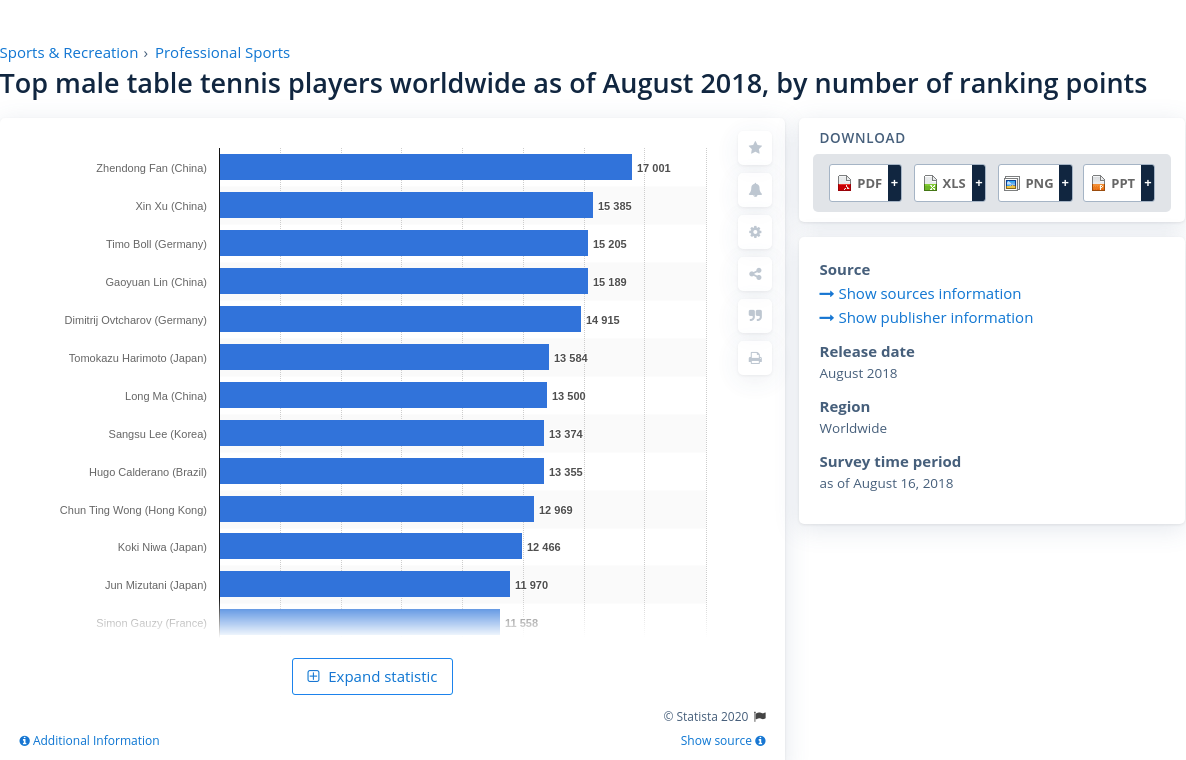 Sports & Recreation › Professional Sports
Top male table tennis players worldwide as of August 2018, by number of ranking points
Zhendong Fan (China) 17 001
Xin Xu (China) 15 385
Timo Boll (Germany) 15 205
Gaoyuan Lin (China) 15 189
Dimitrij Ovtcharov (Germany) 14 915
Tomokazu Harimoto (Japan) 13 584
Long Ma (China) 13 500
Sangsu Lee (Korea) 13 374
Hugo Calderano (Brazil) 13 355
Chun Ting Wong (Hong Kong) 12 969
Koki Niwa (Japan) 12 466
Jun Mizutani (Japan) 11 970
Simon Gauzy (France) 11 558
Expand statistic
© Statista 2020
Additional Information
Show source
DOWNLOAD
PDF + XLS + PNG + PPT +
Source
Show sources information
Show publisher information
Release date
August 2018
Region
Worldwide
Survey time period
as of August 16, 2018